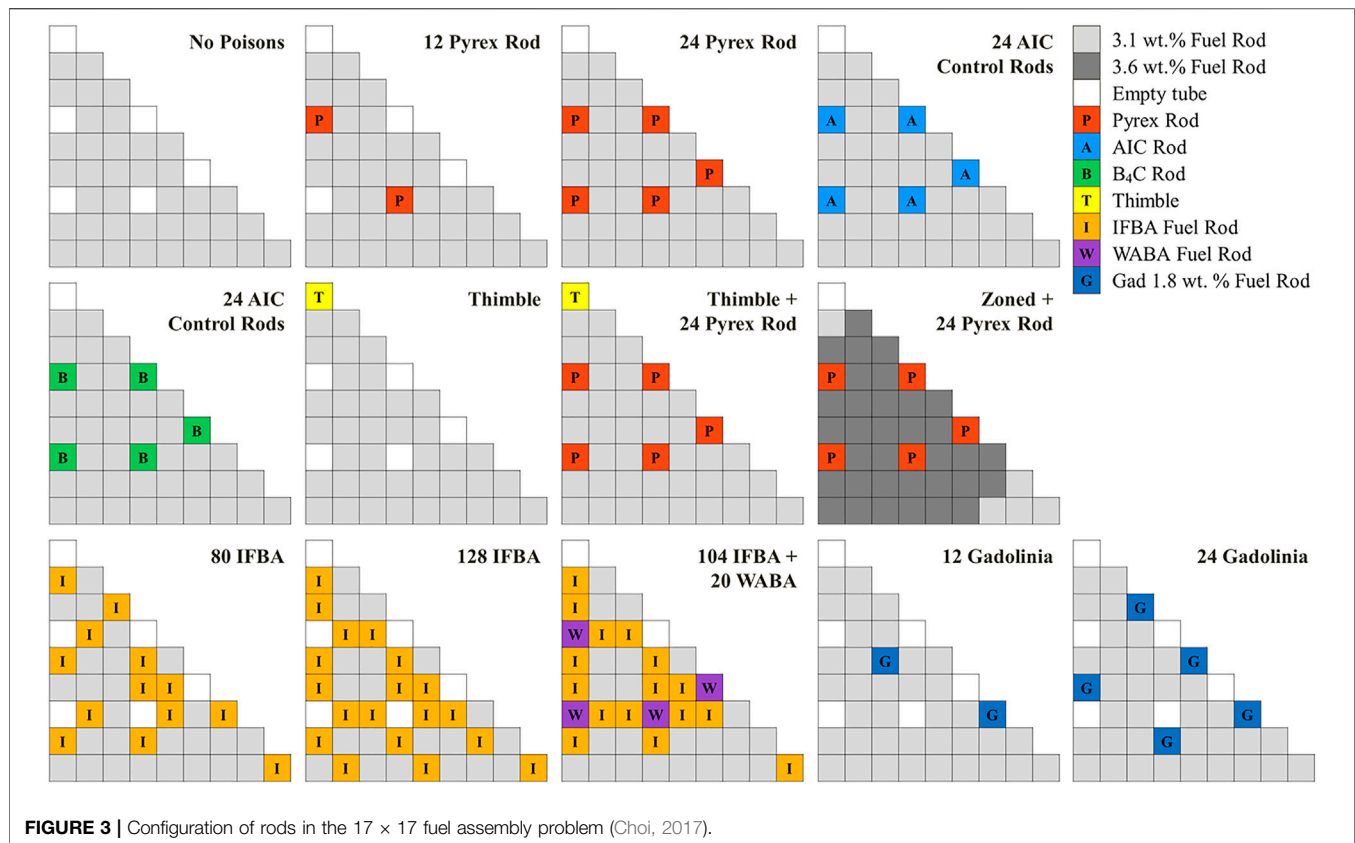 No Poisons
12 Pyrex Rod
P
P
24 Pyrex Rod
P P
P
P P
24 AIC
Control Rods
A A
A
A A
3.1 wt.% Fuel Rod
3.6 wt.% Fuel Rod
Empty tube
P Pyrex Rod
A AIC Rod
B B₄C Rod
T Thimble
I IFBA Fuel Rod
W WABA Fuel Rod
G Gad 1.8 wt. % Fuel Rod
24 AIC
Control Rods
B B
B
B B
Thimble
T
Thimble +
24 Pyrex Rod
T
P P
P
P P
Zoned +
24 Pyrex Rod
P P
P
P P
80 IFBA
I
I
I
I I
I I
I I I
I I
I
128 IFBA
I
I
I I
I I
I I I
I I I I
I I I
I I I
104 IFBA +
20 WABA
I
I
W I I
I I
I I I W
W I I W I I
I I
I
12 Gadolinia
G
G
24 Gadolinia
G
G
G
G
G
FIGURE 3 | Configuration of rods in the 17 × 17 fuel assembly problem (Choi, 2017).